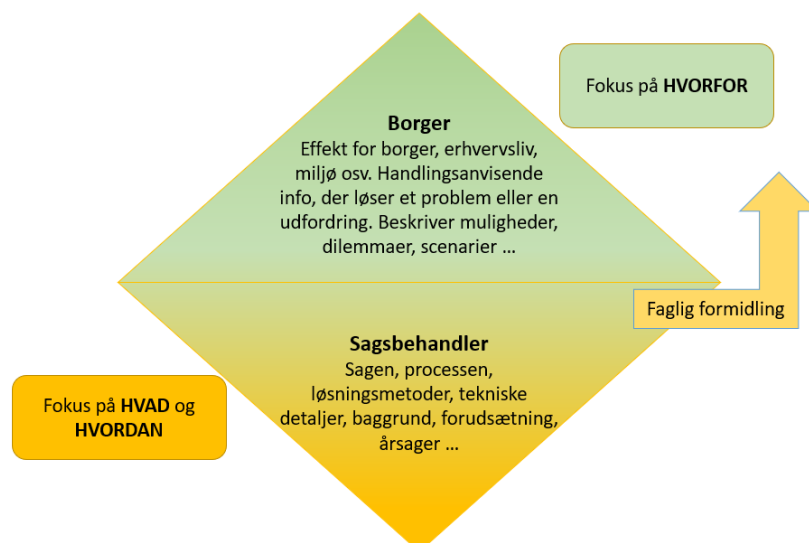 Fokus på HVORFOR
Borger
Effekt for borger, erhvervsliv,
miljø osv. Handlingsanvisende
info, der løser et problem eller en
udfordring. Beskriver muligheder,
dilemmaer, scenarier ...
Faglig formidling
Sagsbehandler
Sagen, processen,
løsningsmetoder, tekniske
detaljer, baggrund, forudsætning,
årsager ...
Fokus på HVAD og
HVORDAN